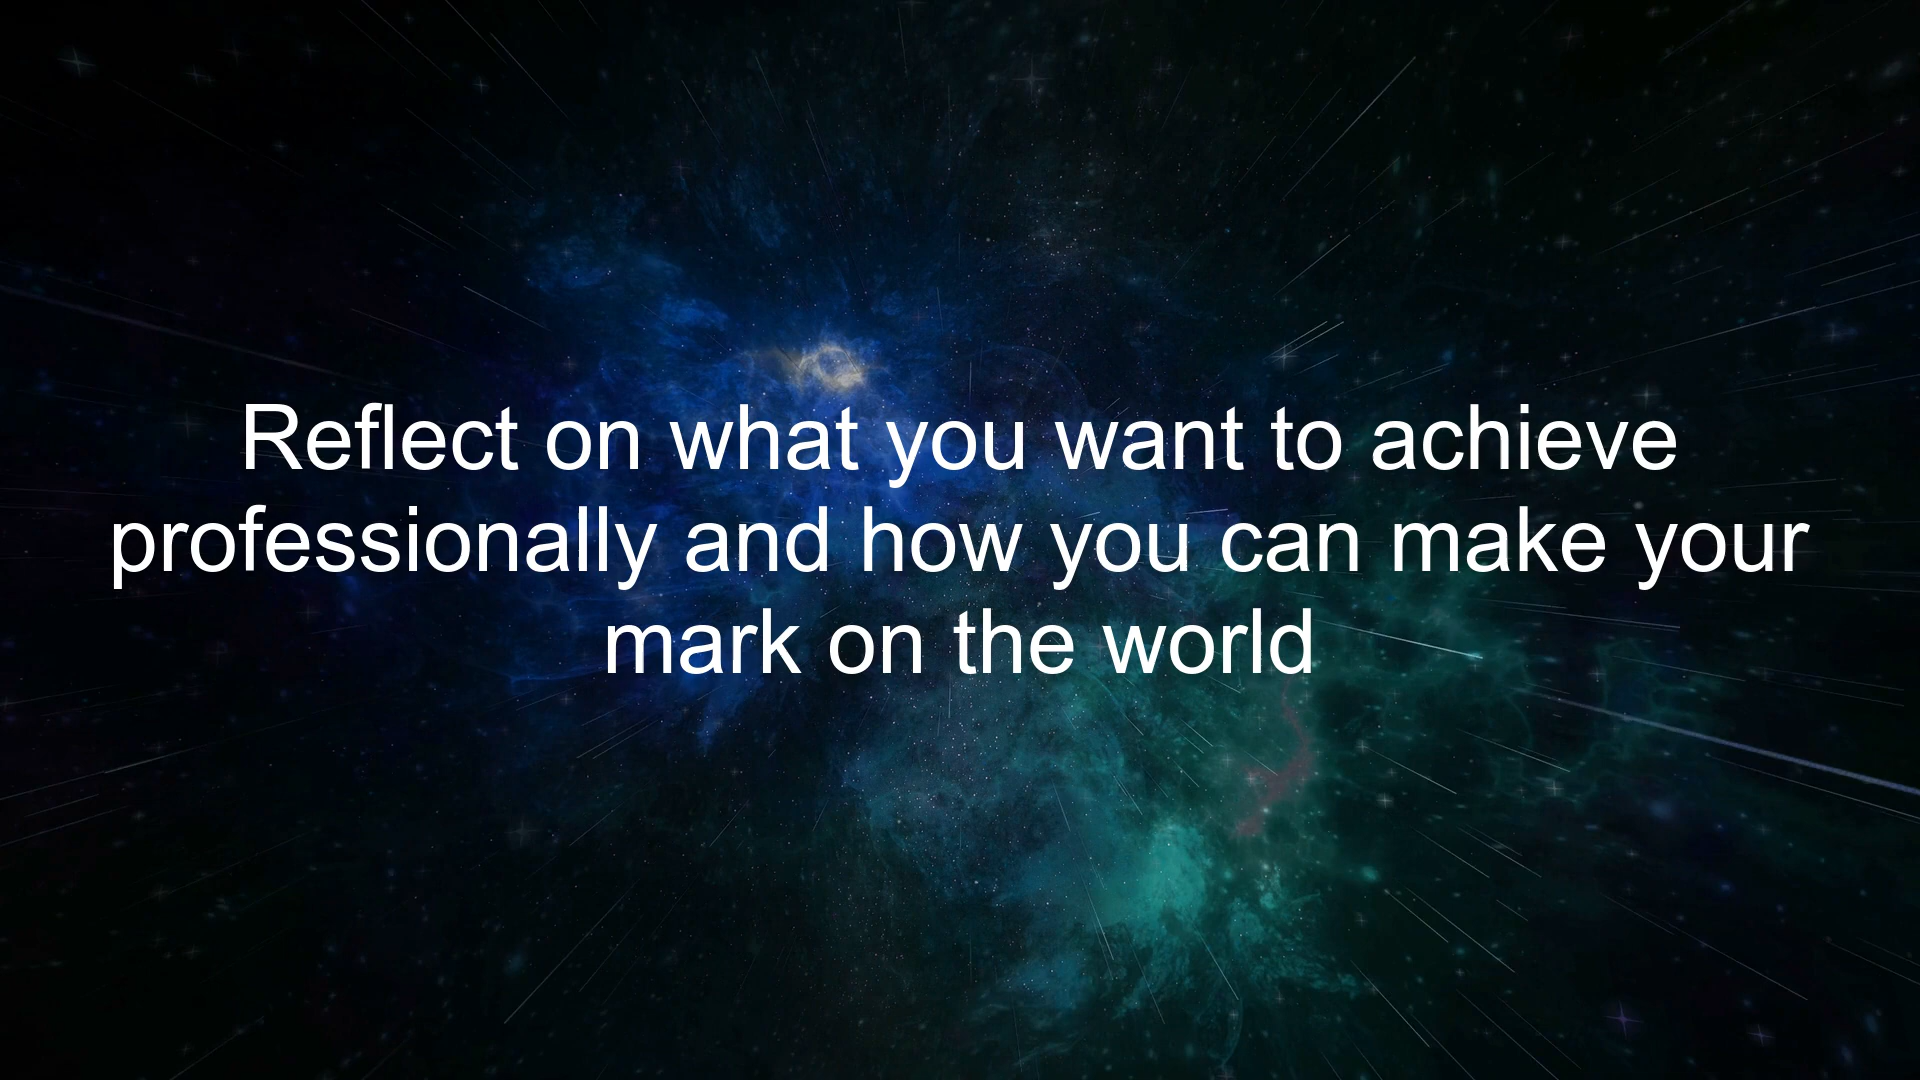 Reflect on what you want to achieve
professionally and how you can make your
mark on the world